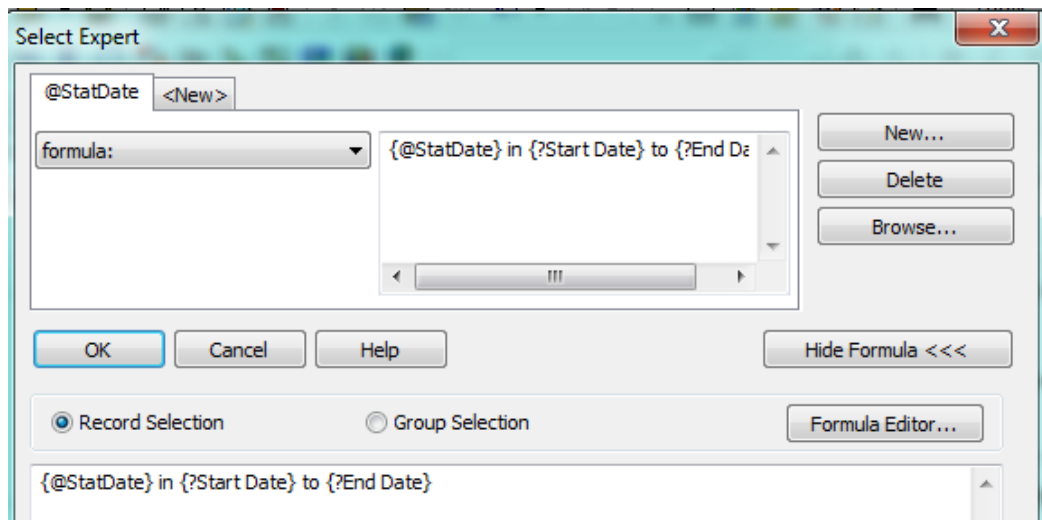 Select Expert
@StatDate <New>
formula: {@StatDate} in {?Start Date} to {?End Da
New...
Delete
Browse...
OK Cancel Help Hide Formula <<<
Record Selection Group Selection Formula Editor...
{@StatDate} in {?Start Date} to {?End Date}